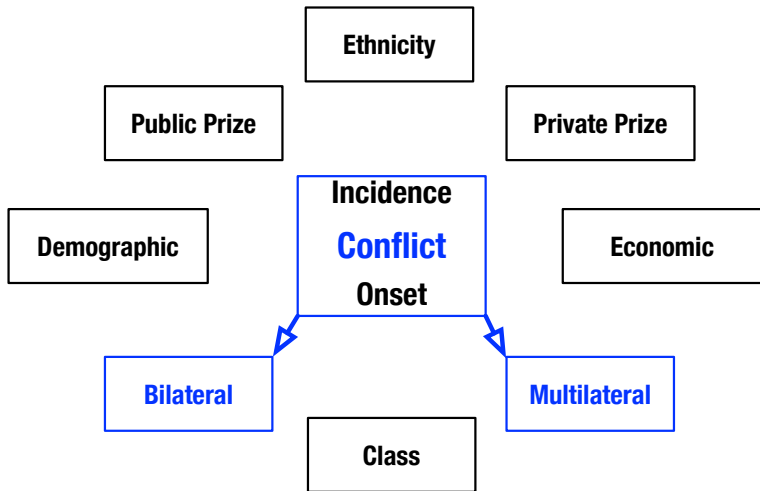 Ethnicity
Public Prize
Private Prize
Incidence
Demographic
Conflict
Economic
Onset
Bilateral
Multilateral
Class